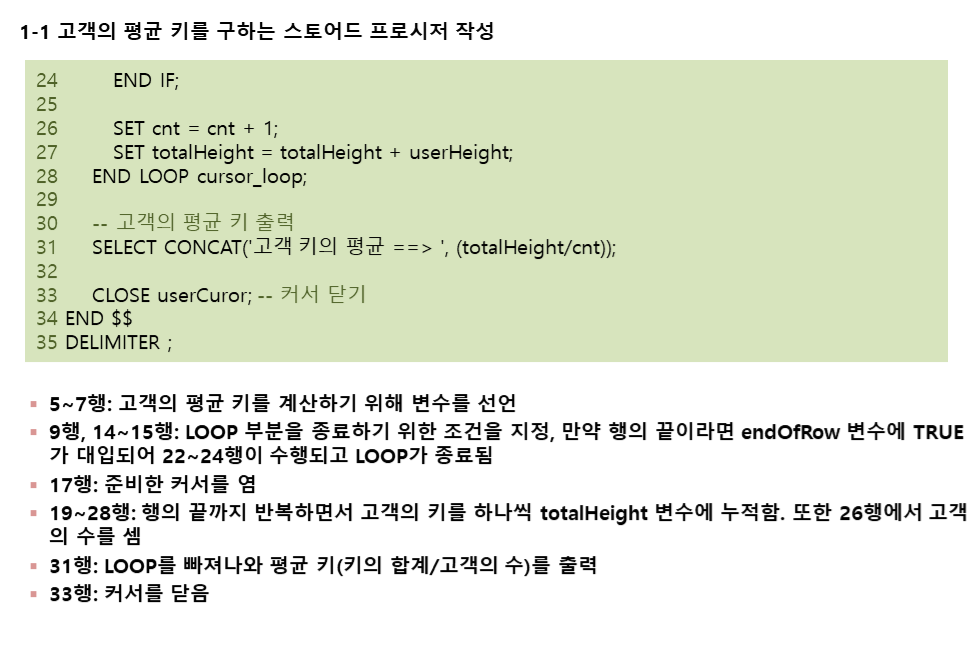 1-1 고객의 평균 키를 구하는 스토어드 프로시저 작성
24 END IF;
25
26 SET cnt = cnt + 1;
27 SET totalHeight = totalHeight + userHeight;
28 END LOOP cursor_loop;
29
30 -- 고객의 평균 키 출력
31 SELECT CONCAT('고객 키의 평균 ==> ', (totalHeight/cnt));
32
33 CLOSE userCuror; -- 커서 닫기
34 END $$
35 DELIMITER ;
▪ 5~7행: 고객의 평균 키를 계산하기 위해 변수를 선언
▪ 9행, 14~15행: LOOP 부분을 종료하기 위한 조건을 지정, 만약 행의 끝이라면 endOfRow 변수에 TRUE
가 대입되어 22~24행이 수행되고 LOOP가 종료됨
▪ 17행: 준비한 커서를 염
▪ 19~28행: 행의 끝까지 반복하면서 고객의 키를 하나씩 totalHeight 변수에 누적함. 또한 26행에서 고객
의 수를 셈
▪ 31행: LOOP를 빠져나와 평균 키(키의 합계/고객의 수)를 출력
▪ 33행: 커서를 닫음